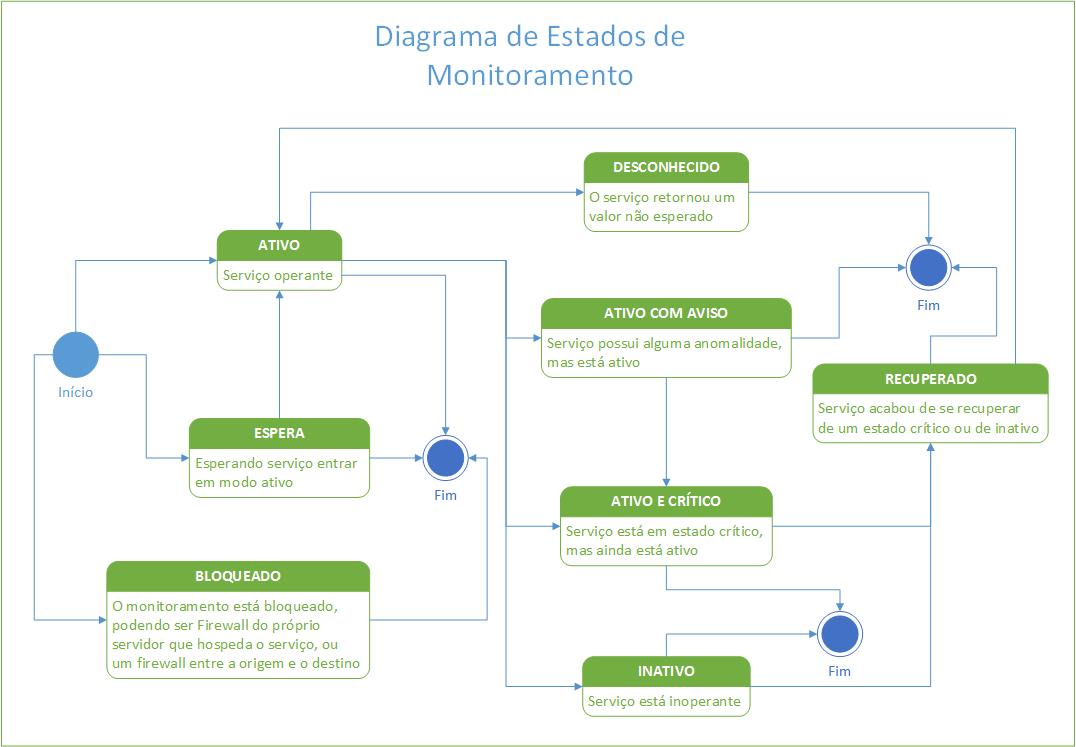 Diagrama de Estados de
Monitoramento
DESCONHECIDO
O serviço retornou um
valor não esperado
ATIVO
Serviço operante
Fim
ATIVO COM AVISO
Serviço possui alguma anomalidade,
mas está ativo
Início
RECUPERADO
Serviço acabou de se recuperar
de um estado crítico ou de inativo
ESPERA
Esperando serviço entrar
em modo ativo
Fim
ATIVO E CRÍTICO
Serviço está em estado crítico,
mas ainda está ativo
BLOQUEADO
O monitoramento está bloqueado,
podendo ser Firewall do próprio
servidor que hospeda o serviço, ou
um firewall entre a origem e o destino
Fim
INATIVO
Serviço está inoperante